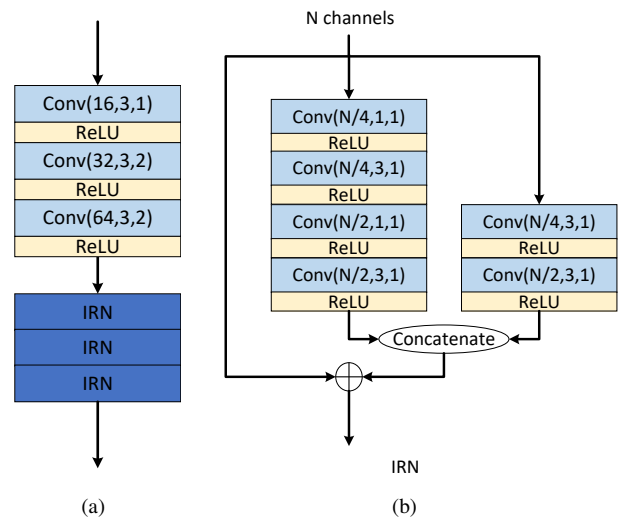 Conv(16,3,1)
ReLU
Conv(32,3,2)
ReLU
Conv(64,3,2)
ReLU
IRN
IRN
IRN
(a)
N channels
Conv(N/4,1,1)
ReLU
Conv(N/4,3,1)
ReLU
Conv(N/2,1,1)
ReLU
Conv(N/2,3,1)
ReLU
Conv(N/4,3,1)
ReLU
Conv(N/2,3,1)
ReLU
Concatenate
IRN
(b)